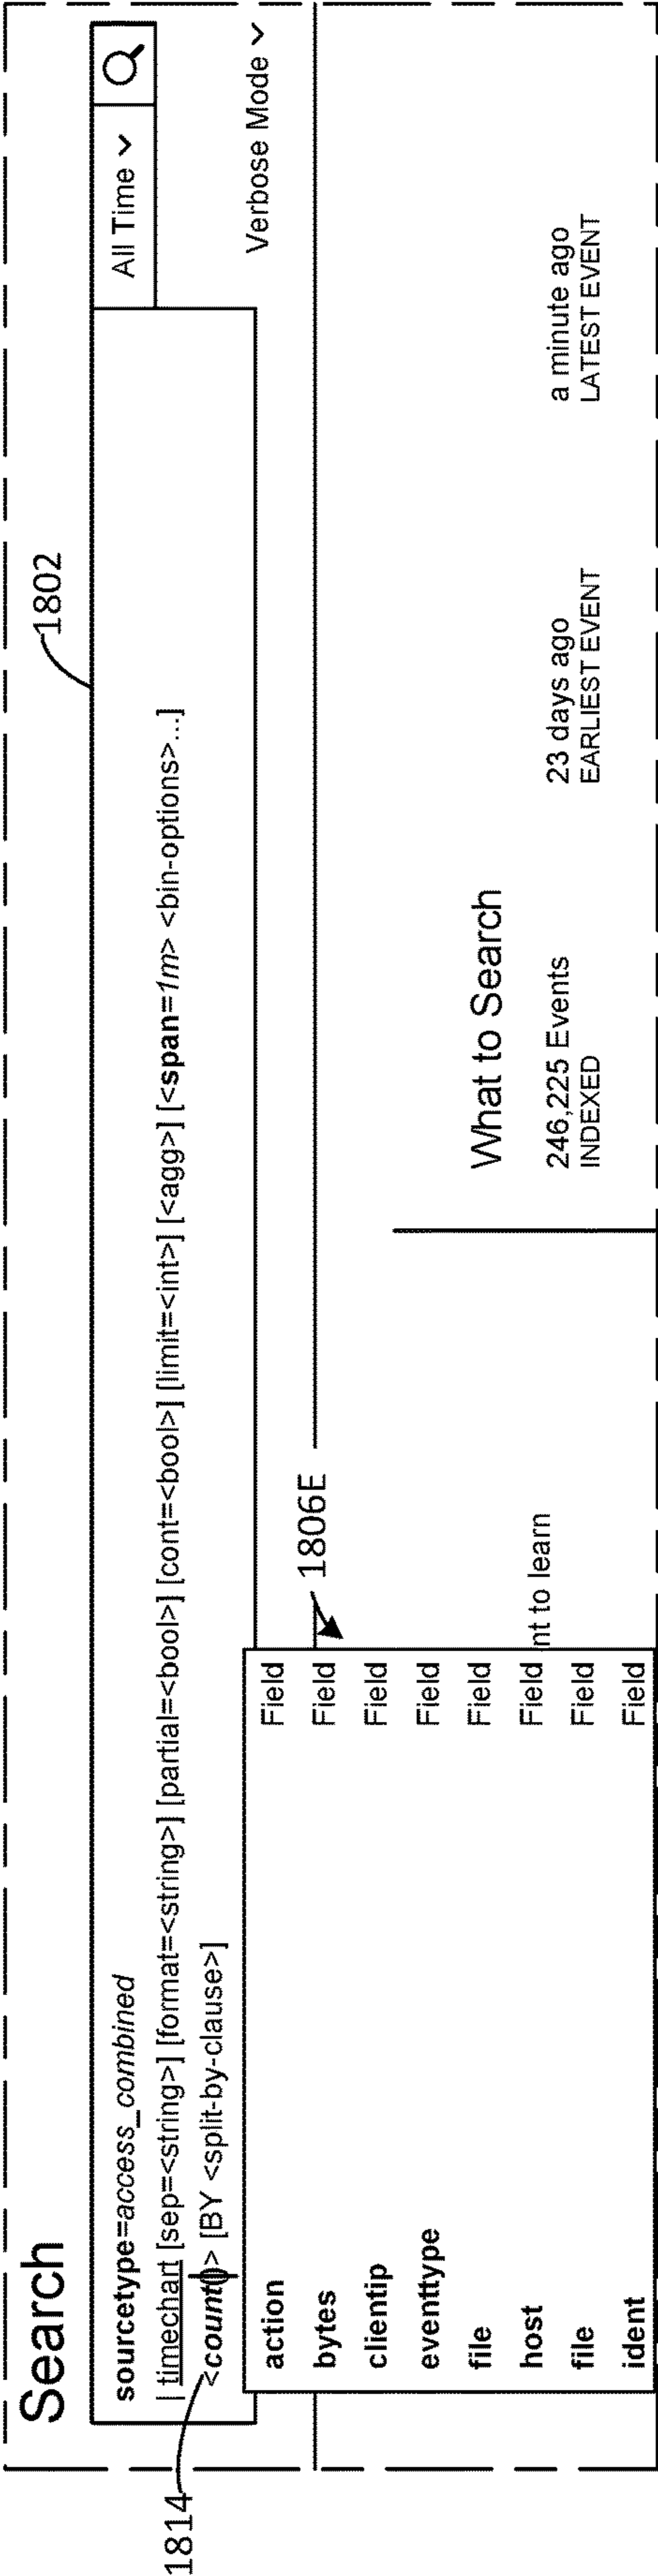 Search
1802
sourcetype=access_combined
| timechart [sep=<string>] [format=<string>] [partial=<bool>] [cont=<bool>] [limit=<int>] [<agg>] [<span=1m> <bin-options>...]
<count()> [BY <split-by-clause>]
1814
All Time
Verbose Mode
1806E
action Field
bytes Field
clientip Field
eventtype Field
file Field
host Field
file Field
ident Field
nt to learn
What to Search
246,225 Events
INDEXED
23 days ago
EARLIEST EVENT
a minute ago
LATEST EVENT